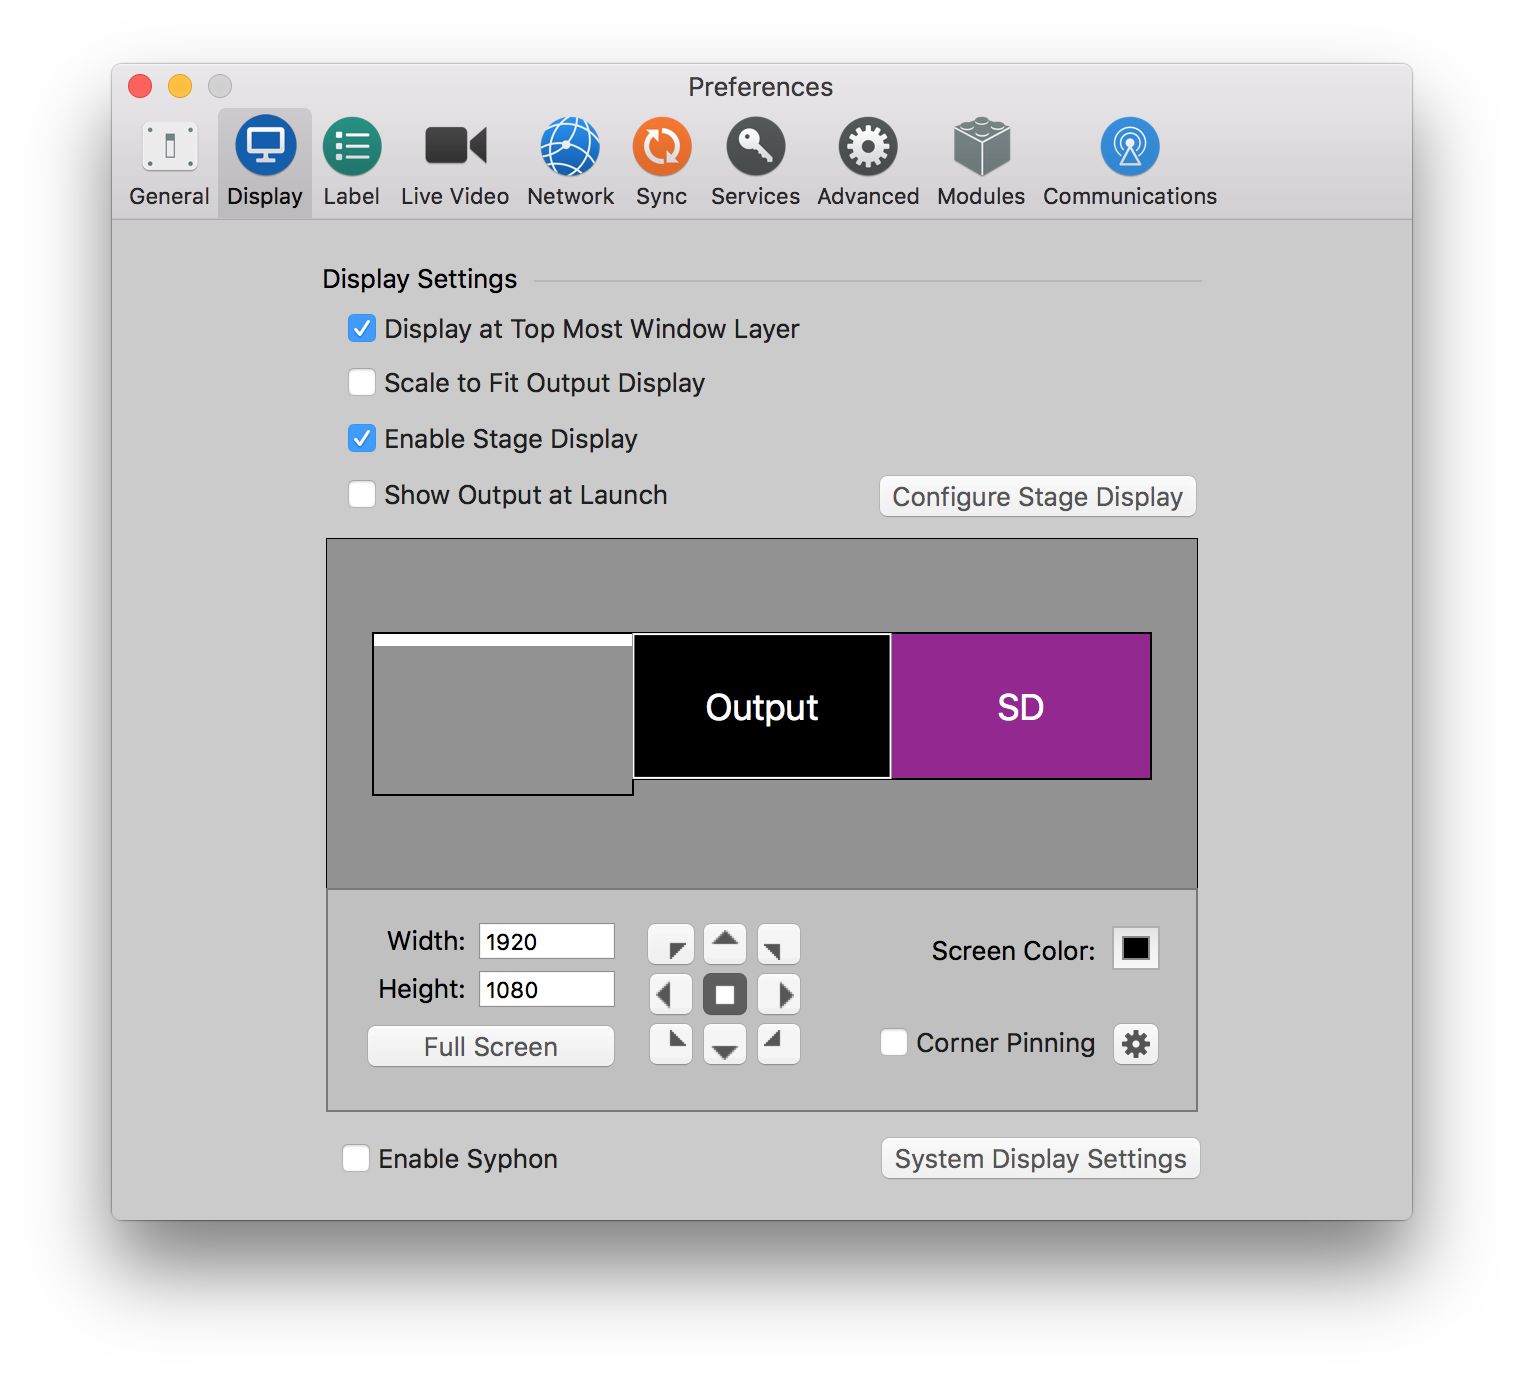 Preferences
General Display Label Live Video Network Sync Services Advanced Modules Communications
Display Settings
Display at Top Most Window Layer
Scale to Fit Output Display
Enable Stage Display
Show Output at Launch Configure Stage Display
Output SD
Width: 1920
Screen Color:
Height: 1080
Full Screen Corner Pinning
Enable Syphon System Display Settings